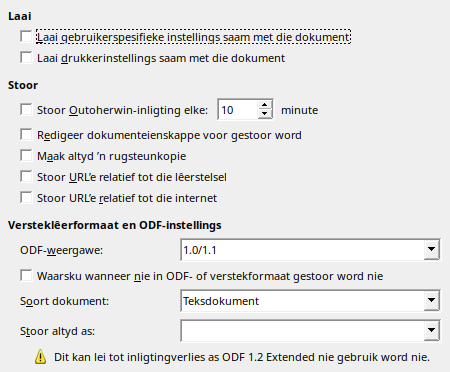 Laai
Laai gebruikerspesifieke instellings saam met die dokument
Laai drukkerinstellings saam met die dokument
Stoor
Stoor Outoherwin-inligting elke: 10 minute
Redigeer dokumenteienskappe voor gestoor word
Maak altyd 'n rugsteunkopie
Stoor URL'e relatief tot die lêerstelsel
Stoor URL'e relatief tot die internet
Versteklêerformaat en ODF-instellings
ODF-weergawe: 1.0/1.1
Waarsku wanneer nie in ODF- of verstekformaat gestoor word nie
Soort dokument: Teksdokument
Stoor altyd as:
Dit kan lei tot inligtingverlies as ODF 1.2 Extended nie gebruik word nie.